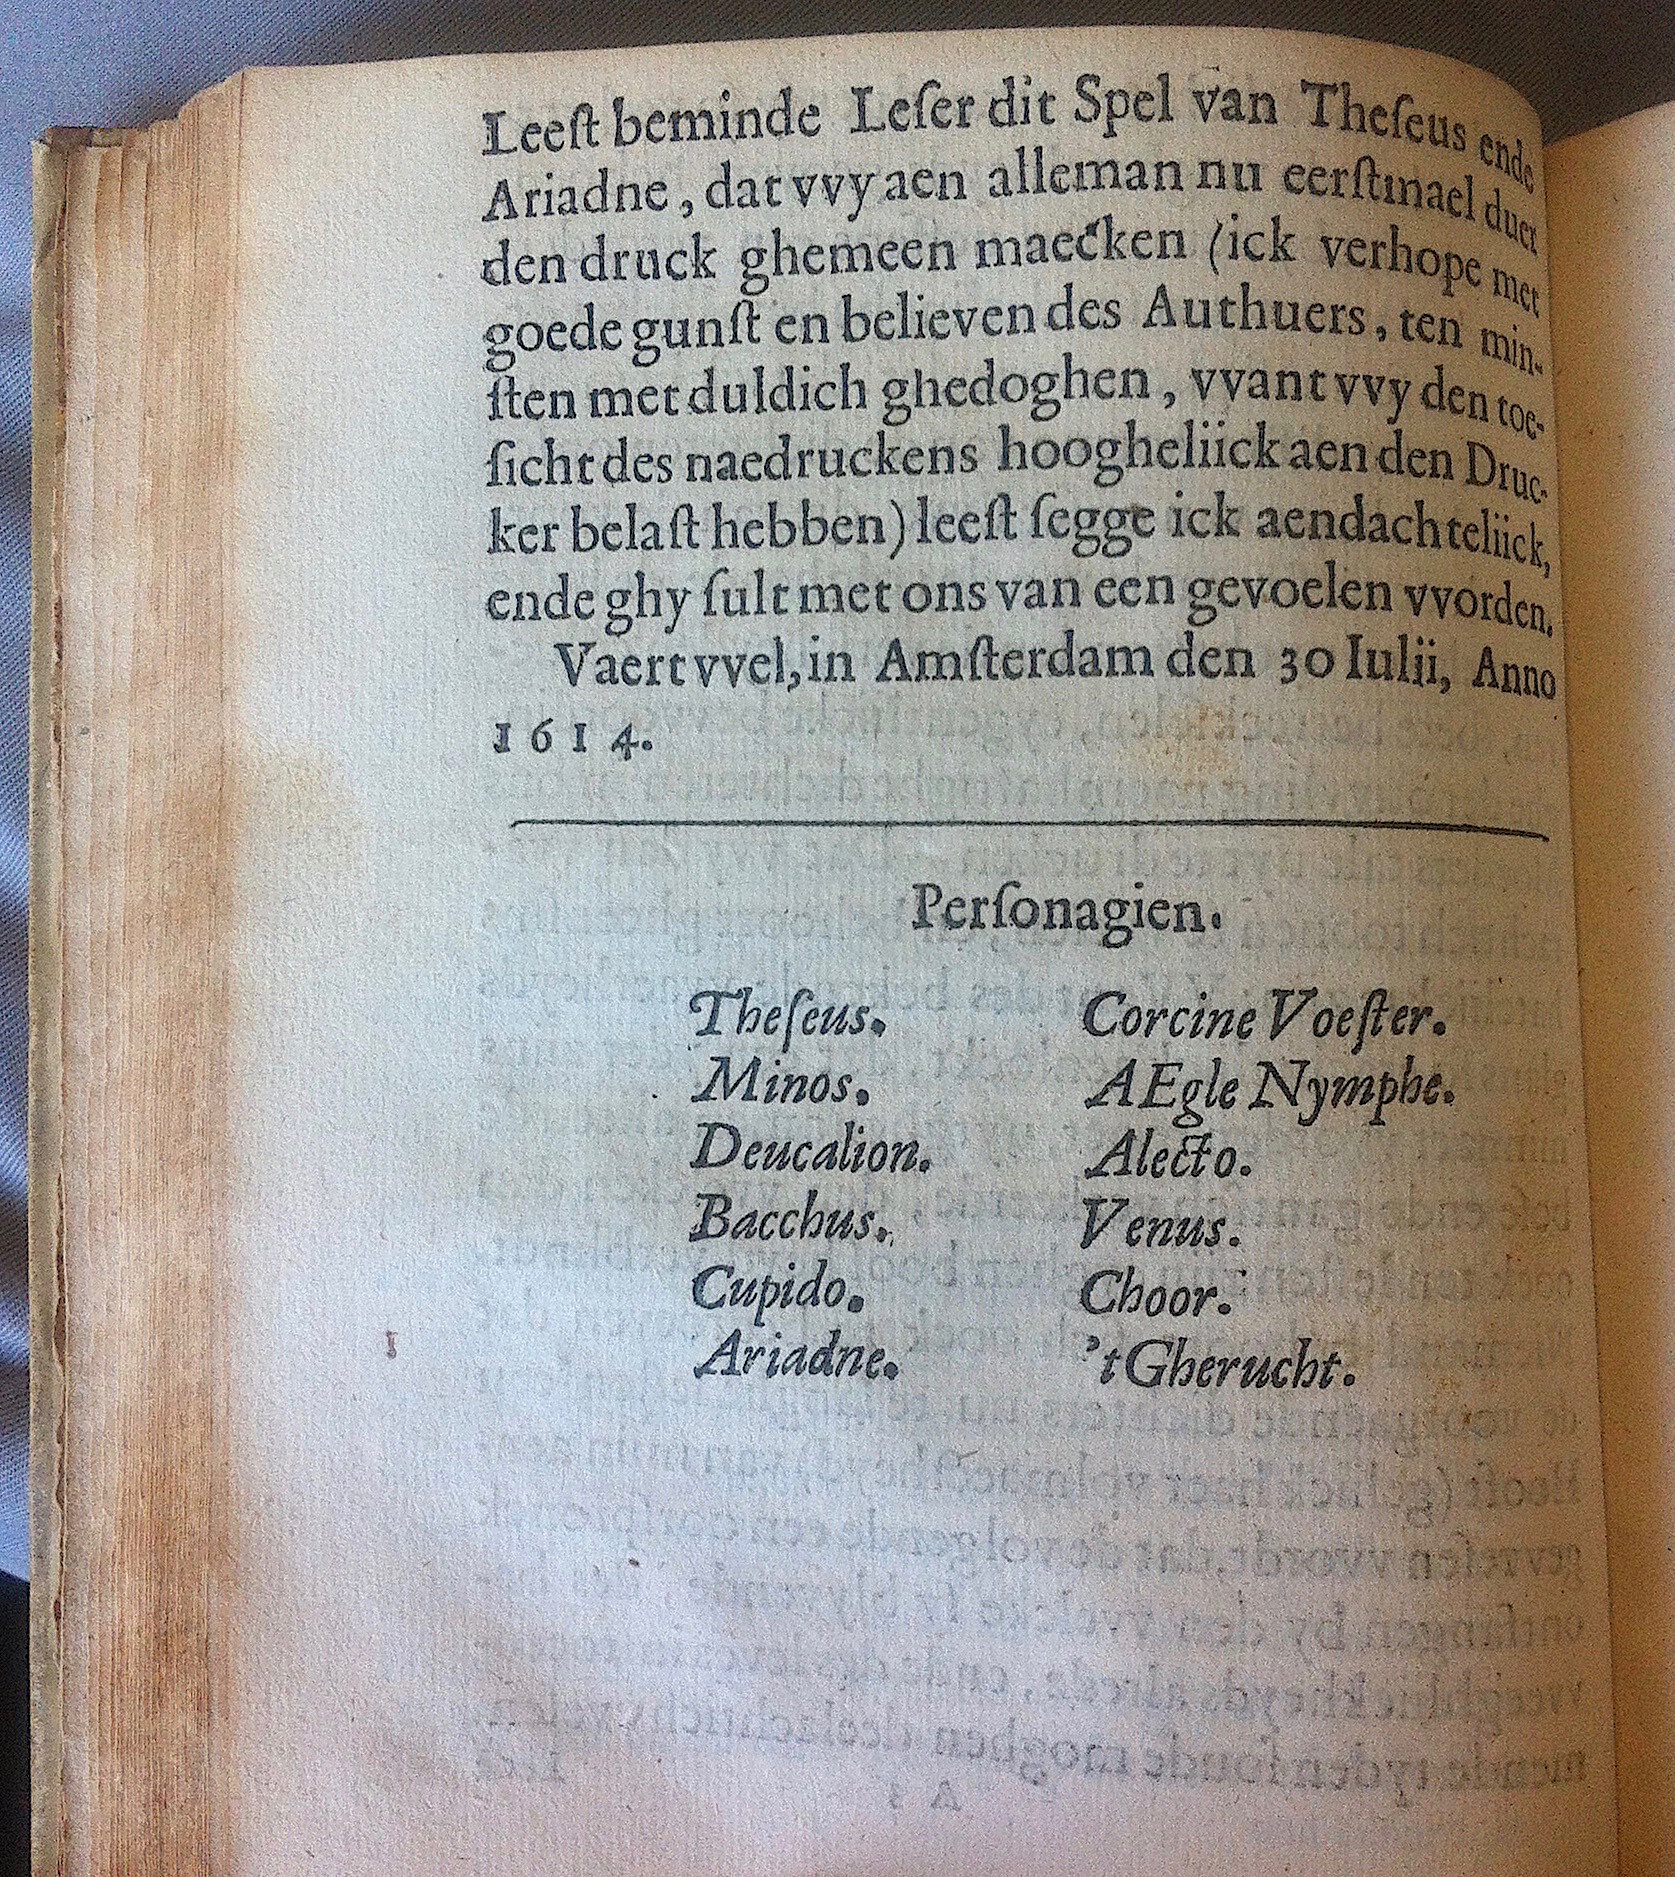 Leeſt beminde Leſer dit Spel van Theſeus ende
Ariadne, dat vvy aen alleman nu eerſtmael duer
den druck ghemeen maecken (ick verhope met
goede gunſt en believen des Authuers, ten min-
ſten met duldich ghedoghen, vvant vvy den toe-
ſicht des naedruckens hoogheliick aen den Druc-
ker belaſt hebben) leeſt ſegge ick aendachteliick,
ende ghy ſult met ons van een gevoelen vvorden.
Vaert vvel, in Amſterdam den 30 Iulii, Anno
1614.
Perſonagien.
Theſeus.
Minos.
Deucalion.
Bacchus.
Cupido.
Ariadne.
Corcine Voeſter.
AEgle Nymphe.
Alecto.
Venus.
Choor.
't Gherucht.